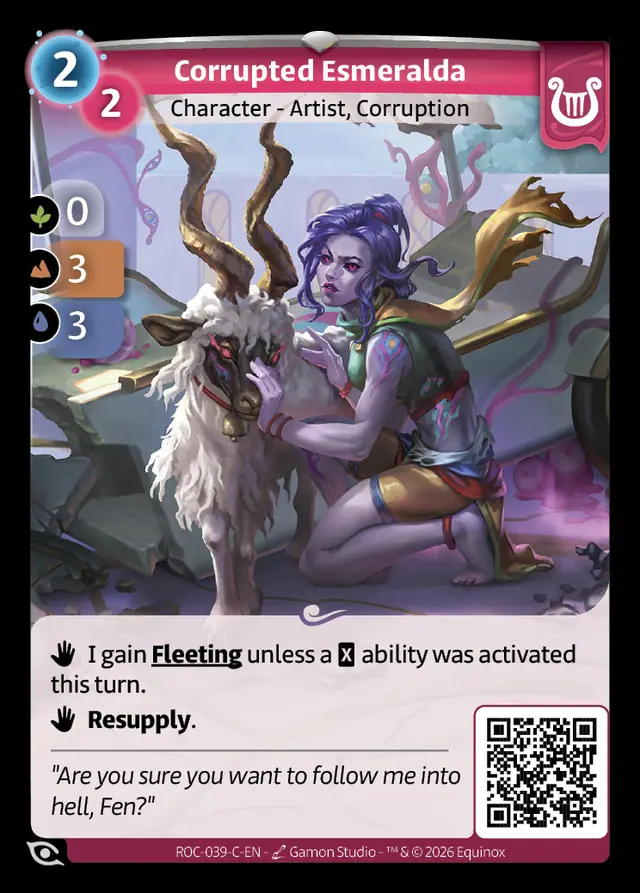 2
Corrupted Esmeralda
2
Character - Artist, Corruption
0
3
3
I gain Fleeting unless a X ability was activated
this turn.
Resupply.
"Are you sure you want to follow me into
hell, Fen?"
ROC-039-C-EN - Gamon Studio - ™ & © 2026 Equinox